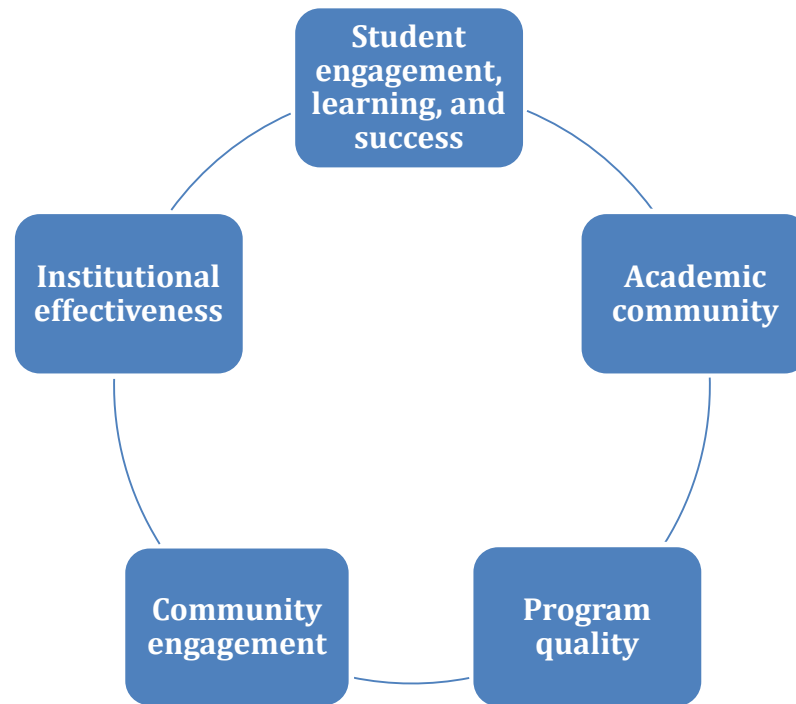 Student
engagement,
learning, and
success
Institutional
effectiveness
Academic
community
Community
engagement
Program
quality